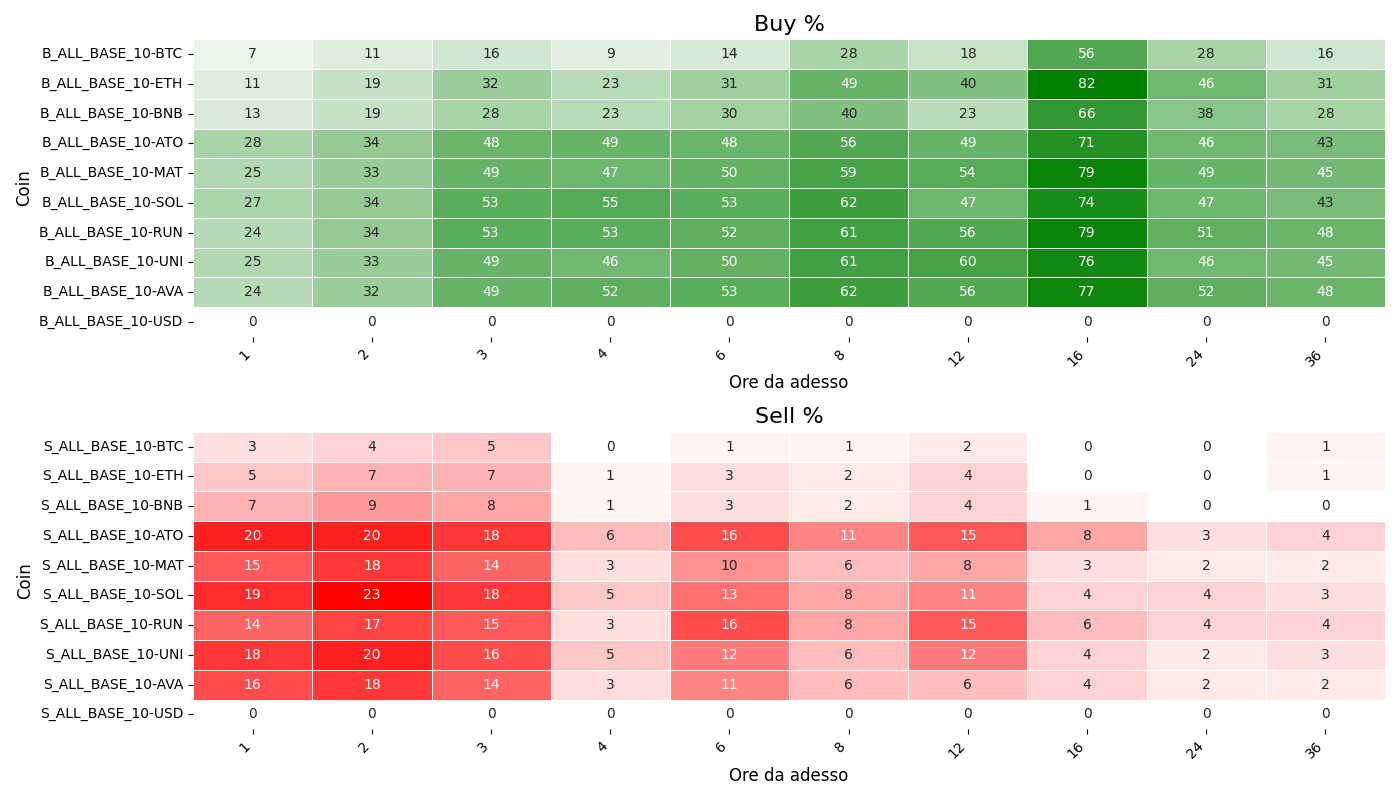 Buy %
Coin
B_ALL_BASE_10-BTC 7 11 16 9 14 28 18 56 28 16
B_ALL_BASE_10-ETH 11 19 32 23 31 49 40 82 46 31
B_ALL_BASE_10-BNB 13 19 28 23 30 40 23 66 38 28
B_ALL_BASE_10-ATO 28 34 48 49 48 56 49 71 46 43
B_ALL_BASE_10-MAT 25 33 49 47 50 59 54 79 49 45
B_ALL_BASE_10-SOL 27 34 53 55 53 62 47 74 47 43
B_ALL_BASE_10-RUN 24 34 53 53 52 61 56 79 51 48
B_ALL_BASE_10-UNI 25 33 49 46 50 61 60 76 46 45
B_ALL_BASE_10-AVA 24 32 49 52 53 62 56 77 52 48
B_ALL_BASE_10-USD 0 0 0 0 0 0 0 0 0 0
1 2 3 4 6 8 12 16 24 36
Ore da adesso
Sell %
Coin
S_ALL_BASE_10-BTC 3 4 5 0 1 1 2 0 0 1
S_ALL_BASE_10-ETH 5 7 7 1 3 2 4 0 0 1
S_ALL_BASE_10-BNB 7 9 8 1 3 2 4 1 0 0
S_ALL_BASE_10-ATO 20 20 18 6 16 11 15 8 3 4
S_ALL_BASE_10-MAT 15 18 14 3 10 6 8 3 2 2
S_ALL_BASE_10-SOL 19 23 18 5 13 8 11 4 4 3
S_ALL_BASE_10-RUN 14 17 15 3 16 8 15 6 4 4
S_ALL_BASE_10-UNI 18 20 16 5 12 6 12 4 2 3
S_ALL_BASE_10-AVA 16 18 14 3 11 6 6 4 2 2
S_ALL_BASE_10-USD 0 0 0 0 0 0 0 0 0 0
1 2 3 4 6 8 12 16 24 36
Ore da adesso